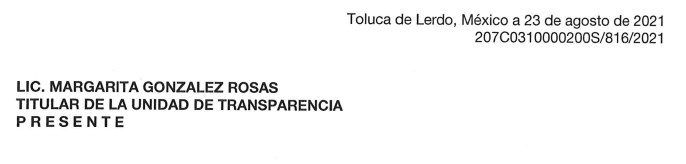 Toluca de Lerdo, México a 23 de agosto de 2021
207C0310000200S/816/2021
LIC. MARGARITA GONZALEZ ROSAS
TITULAR DE LA UNIDAD DE TRANSPARENCIA
P R E S E N T E